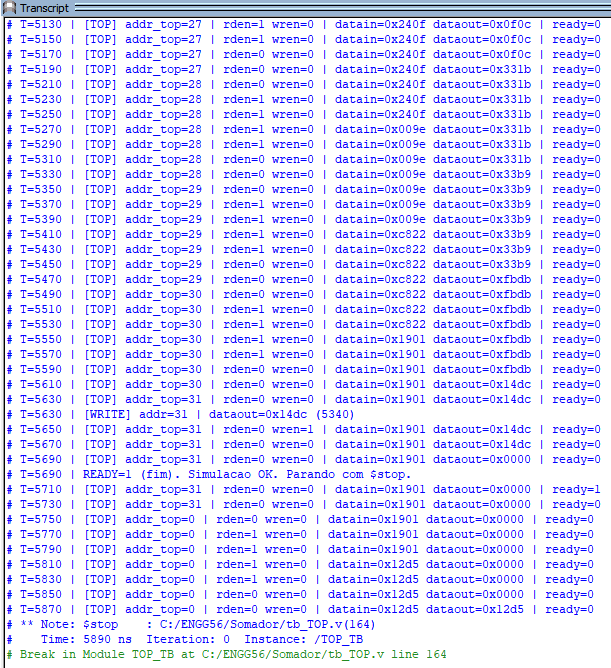 Transcript
# T=5130 | [TOP] addr_top=27 | rden=1 wren=0 | datain=0x240f dataout=0x0f0c | ready=0
# T=5150 | [TOP] addr_top=27 | rden=1 wren=0 | datain=0x240f dataout=0x0f0c | ready=0
# T=5170 | [TOP] addr_top=27 | rden=0 wren=0 | datain=0x240f dataout=0x0f0c | ready=0
# T=5190 | [TOP] addr_top=27 | rden=0 wren=0 | datain=0x240f dataout=0x331b | ready=0
# T=5210 | [TOP] addr_top=28 | rden=0 wren=0 | datain=0x240f dataout=0x331b | ready=0
# T=5230 | [TOP] addr_top=28 | rden=1 wren=0 | datain=0x240f dataout=0x331b | ready=0
# T=5250 | [TOP] addr_top=28 | rden=1 wren=0 | datain=0x240f dataout=0x331b | ready=0
# T=5270 | [TOP] addr_top=28 | rden=1 wren=0 | datain=0x009e dataout=0x331b | ready=0
# T=5290 | [TOP] addr_top=28 | rden=1 wren=0 | datain=0x009e dataout=0x331b | ready=0
# T=5310 | [TOP] addr_top=28 | rden=0 wren=0 | datain=0x009e dataout=0x331b | ready=0
# T=5330 | [TOP] addr_top=28 | rden=0 wren=0 | datain=0x009e dataout=0x33b9 | ready=0
# T=5350 | [TOP] addr_top=29 | rden=0 wren=0 | datain=0x009e dataout=0x33b9 | ready=0
# T=5370 | [TOP] addr_top=29 | rden=1 wren=0 | datain=0x009e dataout=0x33b9 | ready=0
# T=5390 | [TOP] addr_top=29 | rden=1 wren=0 | datain=0x009e dataout=0x33b9 | ready=0
# T=5410 | [TOP] addr_top=29 | rden=1 wren=0 | datain=0xc822 dataout=0x33b9 | ready=0
# T=5430 | [TOP] addr_top=29 | rden=1 wren=0 | datain=0xc822 dataout=0x33b9 | ready=0
# T=5450 | [TOP] addr_top=29 | rden=0 wren=0 | datain=0xc822 dataout=0x33b9 | ready=0
# T=5470 | [TOP] addr_top=29 | rden=0 wren=0 | datain=0xc822 dataout=0xfbdb | ready=0
# T=5490 | [TOP] addr_top=30 | rden=0 wren=0 | datain=0xc822 dataout=0xfbdb | ready=0
# T=5510 | [TOP] addr_top=30 | rden=1 wren=0 | datain=0xc822 dataout=0xfbdb | ready=0
# T=5530 | [TOP] addr_top=30 | rden=1 wren=0 | datain=0xc822 dataout=0xfbdb | ready=0
# T=5550 | [TOP] addr_top=30 | rden=1 wren=0 | datain=0x1901 dataout=0xfbdb | ready=0
# T=5570 | [TOP] addr_top=30 | rden=1 wren=0 | datain=0x1901 dataout=0xfbdb | ready=0
# T=5590 | [TOP] addr_top=30 | rden=0 wren=0 | datain=0x1901 dataout=0xfbdb | ready=0
# T=5610 | [TOP] addr_top=30 | rden=0 wren=0 | datain=0x1901 dataout=0x14dc | ready=0
# T=5630 | [TOP] addr_top=31 | rden=0 wren=0 | datain=0x1901 dataout=0x14dc | ready=0
# T=5630 | [WRITE] addr=31 | dataout=0x14dc (5340)
# T=5650 | [TOP] addr_top=31 | rden=0 wren=1 | datain=0x1901 dataout=0x14dc | ready=0
# T=5670 | [TOP] addr_top=31 | rden=0 wren=0 | datain=0x1901 dataout=0x14dc | ready=0
# T=5690 | [TOP] addr_top=31 | rden=0 wren=0 | datain=0x1901 dataout=0x0000 | ready=0
# T=5690 | READY=1 (fim). Simulacao OK. Parando com $stop.
# T=5710 | [TOP] addr_top=31 | rden=0 wren=0 | datain=0x1901 dataout=0x0000 | ready=1
# T=5730 | [TOP] addr_top=31 | rden=0 wren=0 | datain=0x1901 dataout=0x0000 | ready=0
# T=5750 | [TOP] addr_top=0 | rden=0 wren=0 | datain=0x1901 dataout=0x0000 | ready=0
# T=5770 | [TOP] addr_top=0 | rden=1 wren=0 | datain=0x1901 dataout=0x0000 | ready=0
# T=5790 | [TOP] addr_top=0 | rden=1 wren=0 | datain=0x1901 dataout=0x0000 | ready=0
# T=5810 | [TOP] addr_top=0 | rden=1 wren=0 | datain=0x12d5 dataout=0x0000 | ready=0
# T=5830 | [TOP] addr_top=0 | rden=1 wren=0 | datain=0x12d5 dataout=0x0000 | ready=0
# T=5850 | [TOP] addr_top=0 | rden=0 wren=0 | datain=0x12d5 dataout=0x0000 | ready=0
# T=5870 | [TOP] addr_top=0 | rden=0 wren=0 | datain=0x12d5 dataout=0x12d5 | ready=0
# ** Note: $stop    : C:/ENGG56/Somador/tb_TOP.v(164)
#    Time: 5890 ns  Iteration: 0  Instance: /TOP_TB
# Break in Module TOP_TB at C:/ENGG56/Somador/tb_TOP.v line 164